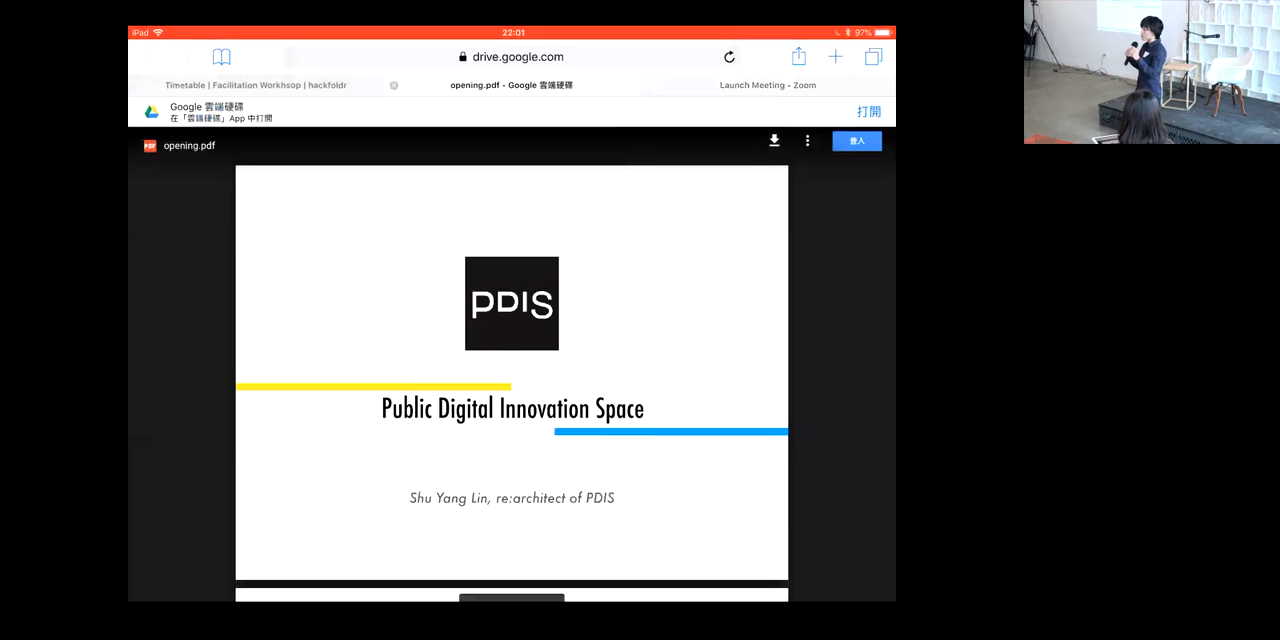 iPad
22:01
97%
drive.google.com
Timetable | Facilitation Workhsop | hackfoldr
opening.pdf - Google 雲端硬碟
Launch Meeting - Zoom
Google 雲端硬碟
在「雲端硬碟」App 中打開
打開
PDF
opening.pdf
登入
PDIS
Public Digital Innovation Space
Shu Yang Lin, re:architect of PDIS